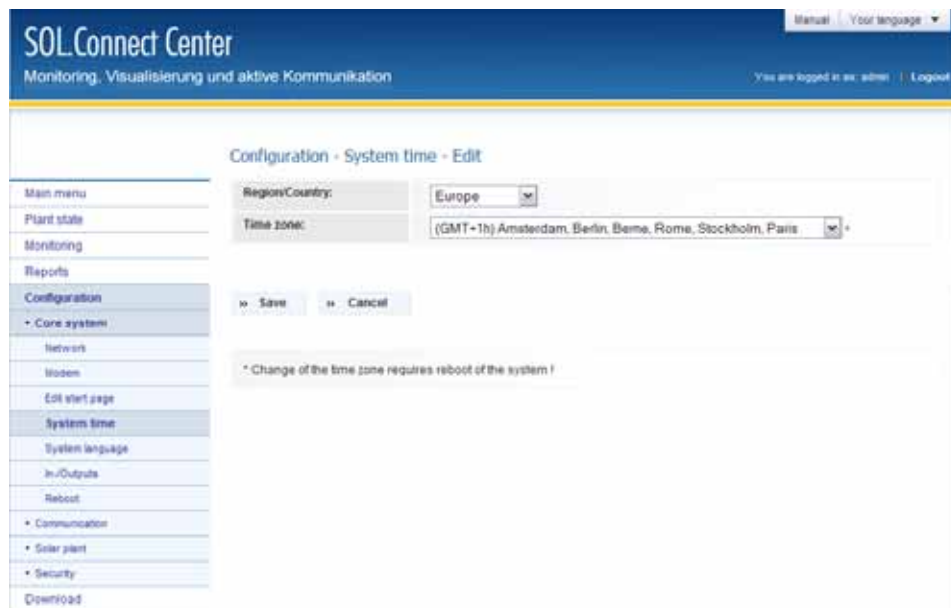 Manual Your language
SOL.Connect Center
Monitoring, Visualisierung und aktive Kommunikation
You are logged in as: admin | Logout
Configuration - System time - Edit
Main menu
Plant state
Monitoring
Reports
Configuration
• Core system
Network
Modem
Edit start page
System time
System language
In-/Outputs
Reboot
• Communication
• Solar plant
• Security
Download
Region/Country: Europe
Time zone: (GMT+1h) Amsterdam, Berlin, Berne, Rome, Stockholm, Paris *
» Save » Cancel
* Change of the time zone requires reboot of the system !